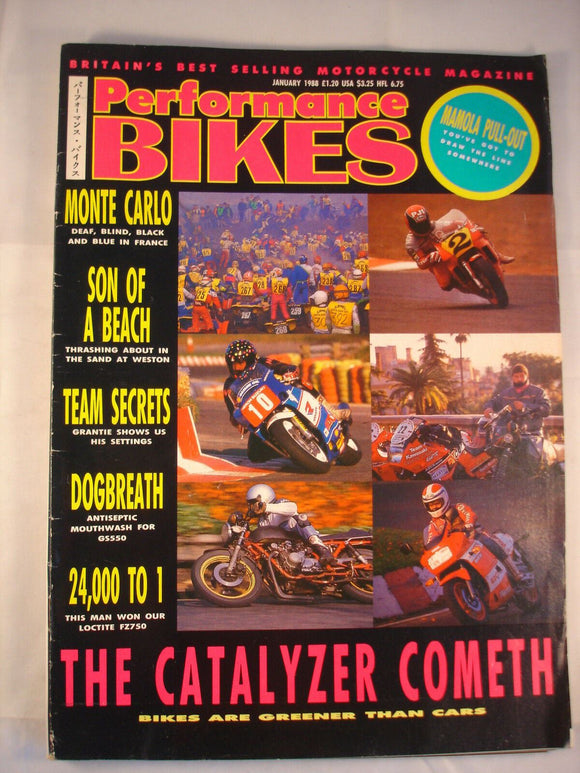 BRITAIN'S BEST SELLING MOTORCYCLE MAGAZINE
JANUARY 1988 £1.20 USA $3.25 HFL 6.75
パーフォーマンス・バイクス
Performance
BIKES
MAMOLA PULL-OUT
YOU'VE GOT TO
DRAW THE LINE
SOMEWHERE
MONTE CARLO
DEAF, BLIND, BLACK
AND BLUE IN FRANCE
SON OF
A BEACH
THRASHING ABOUT IN
THE SAND AT WESTON
TEAM SECRETS
GRANTIE SHOWS US
HIS SETTINGS
DOGBREATH
ANTISEPTIC
MOUTHWASH FOR
GS550
24,000 TO 1
THIS MAN WON OUR
LOCTITE FZ750
2
10
THE CATALYZER COMETH
BIKES ARE GREENER THAN CARS